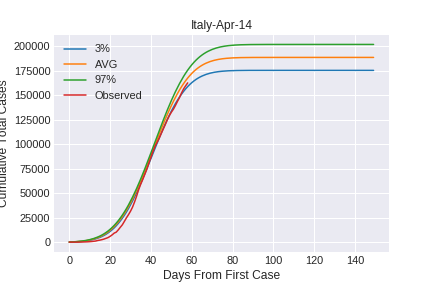 Italy-Apr-14
3%
AVG
97%
Observed
200000
175000
150000
125000
100000
75000
50000
25000
0
Cumulative Total Cases
0 20 40 60 80 100 120 140
Days From First Case